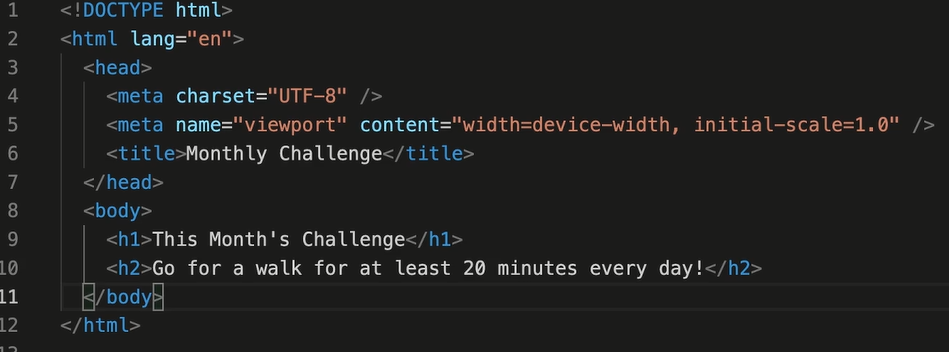 1 <!DOCTYPE html>
2 <html lang="en">
3   <head>
4     <meta charset="UTF-8" />
5     <meta name="viewport" content="width=device-width, initial-scale=1.0" />
6     <title>Monthly Challenge</title>
7   </head>
8   <body>
9     <h1>This Month's Challenge</h1>
10     <h2>Go for a walk for at least 20 minutes every day!</h2>
11   </body>
12 </html>